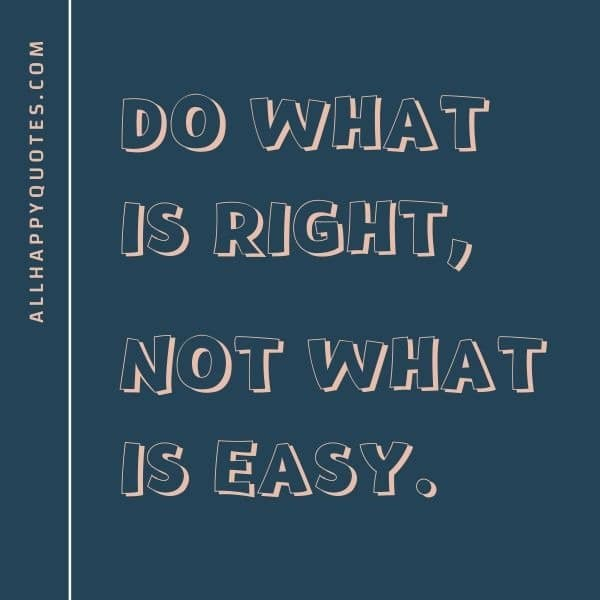 ALLHAPPYQUOTES.COM
DO WHAT
IS RIGHT,
NOT WHAT
IS EASY.